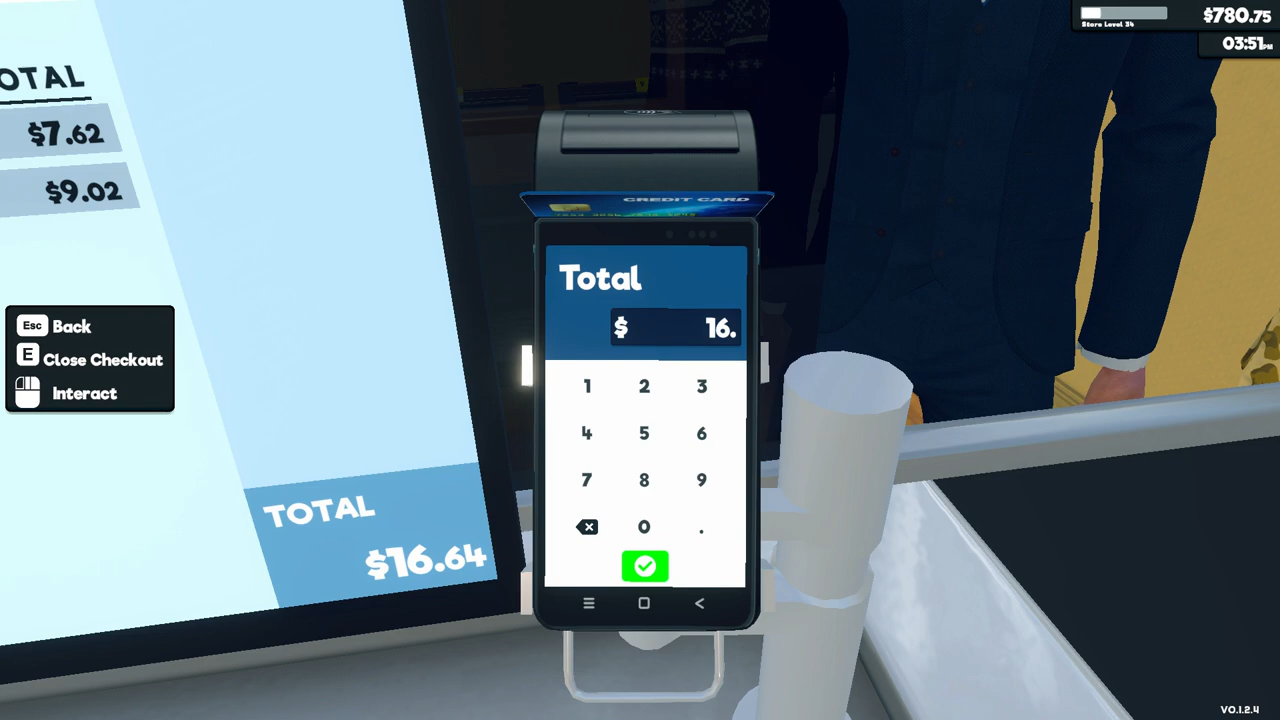 $780.75
Store Level 34
03:51PM
OTAL
$7.62
$9.02
CREDIT CARD
Total
$ 16.
Esc Back
E Close Checkout
Interact
1 2 3
4 5 6
7 8 9
0 .
TOTAL
$16.64
V0.1.2.4